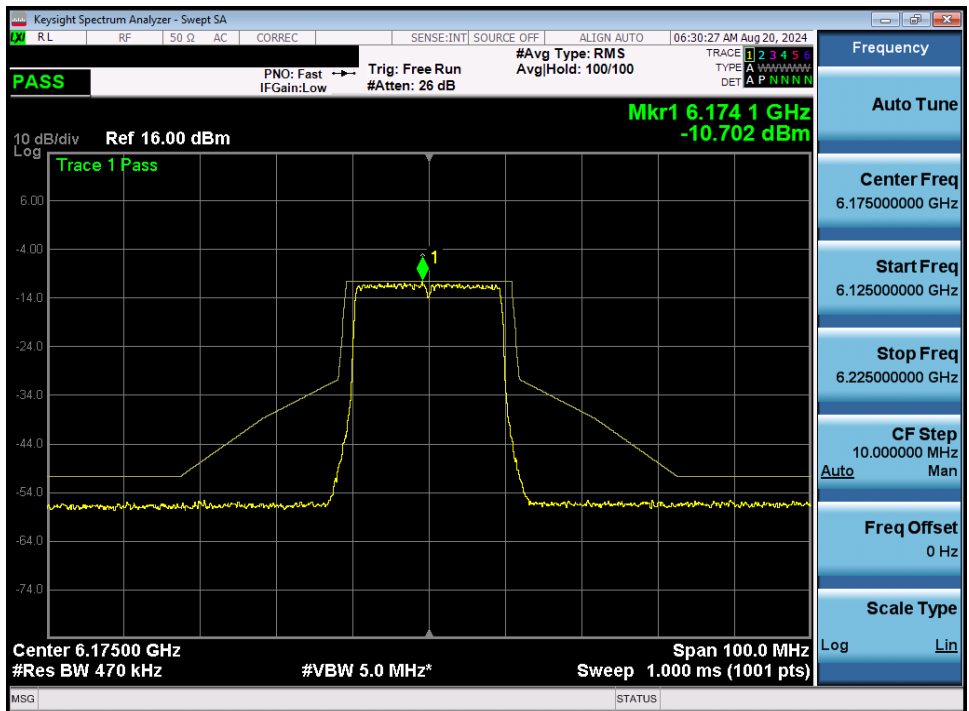 Keysight Spectrum Analyzer - Swept SA
LXI RL RF 50 Ω AC CORREC SENSE:INT SOURCE OFF ALIGN AUTO 06:30:27 AM Aug 20, 2024
PASS
PNO: Fast
IFGain:Low
Trig: Free Run
#Atten: 26 dB
#Avg Type: RMS
Avg|Hold: 100/100
TRACE 1 2 3 4 5 6
TYPE A WWWWW
DET A P N N N N
Mkr1 6.174 1 GHz
-10.702 dBm
10 dB/div Ref 16.00 dBm
Log
Trace 1 Pass
1
6.00
-4.00
-14.0
-24.0
-34.0
-44.0
-54.0
-64.0
-74.0
Center 6.17500 GHz Span 100.0 MHz
#Res BW 470 kHz #VBW 5.0 MHz* Sweep 1.000 ms (1001 pts)
MSG STATUS
Frequency
Auto Tune
Center Freq
6.175000000 GHz
Start Freq
6.125000000 GHz
Stop Freq
6.225000000 GHz
CF Step
10.000000 MHz
Auto Man
Freq Offset
0 Hz
Scale Type
Log Lin